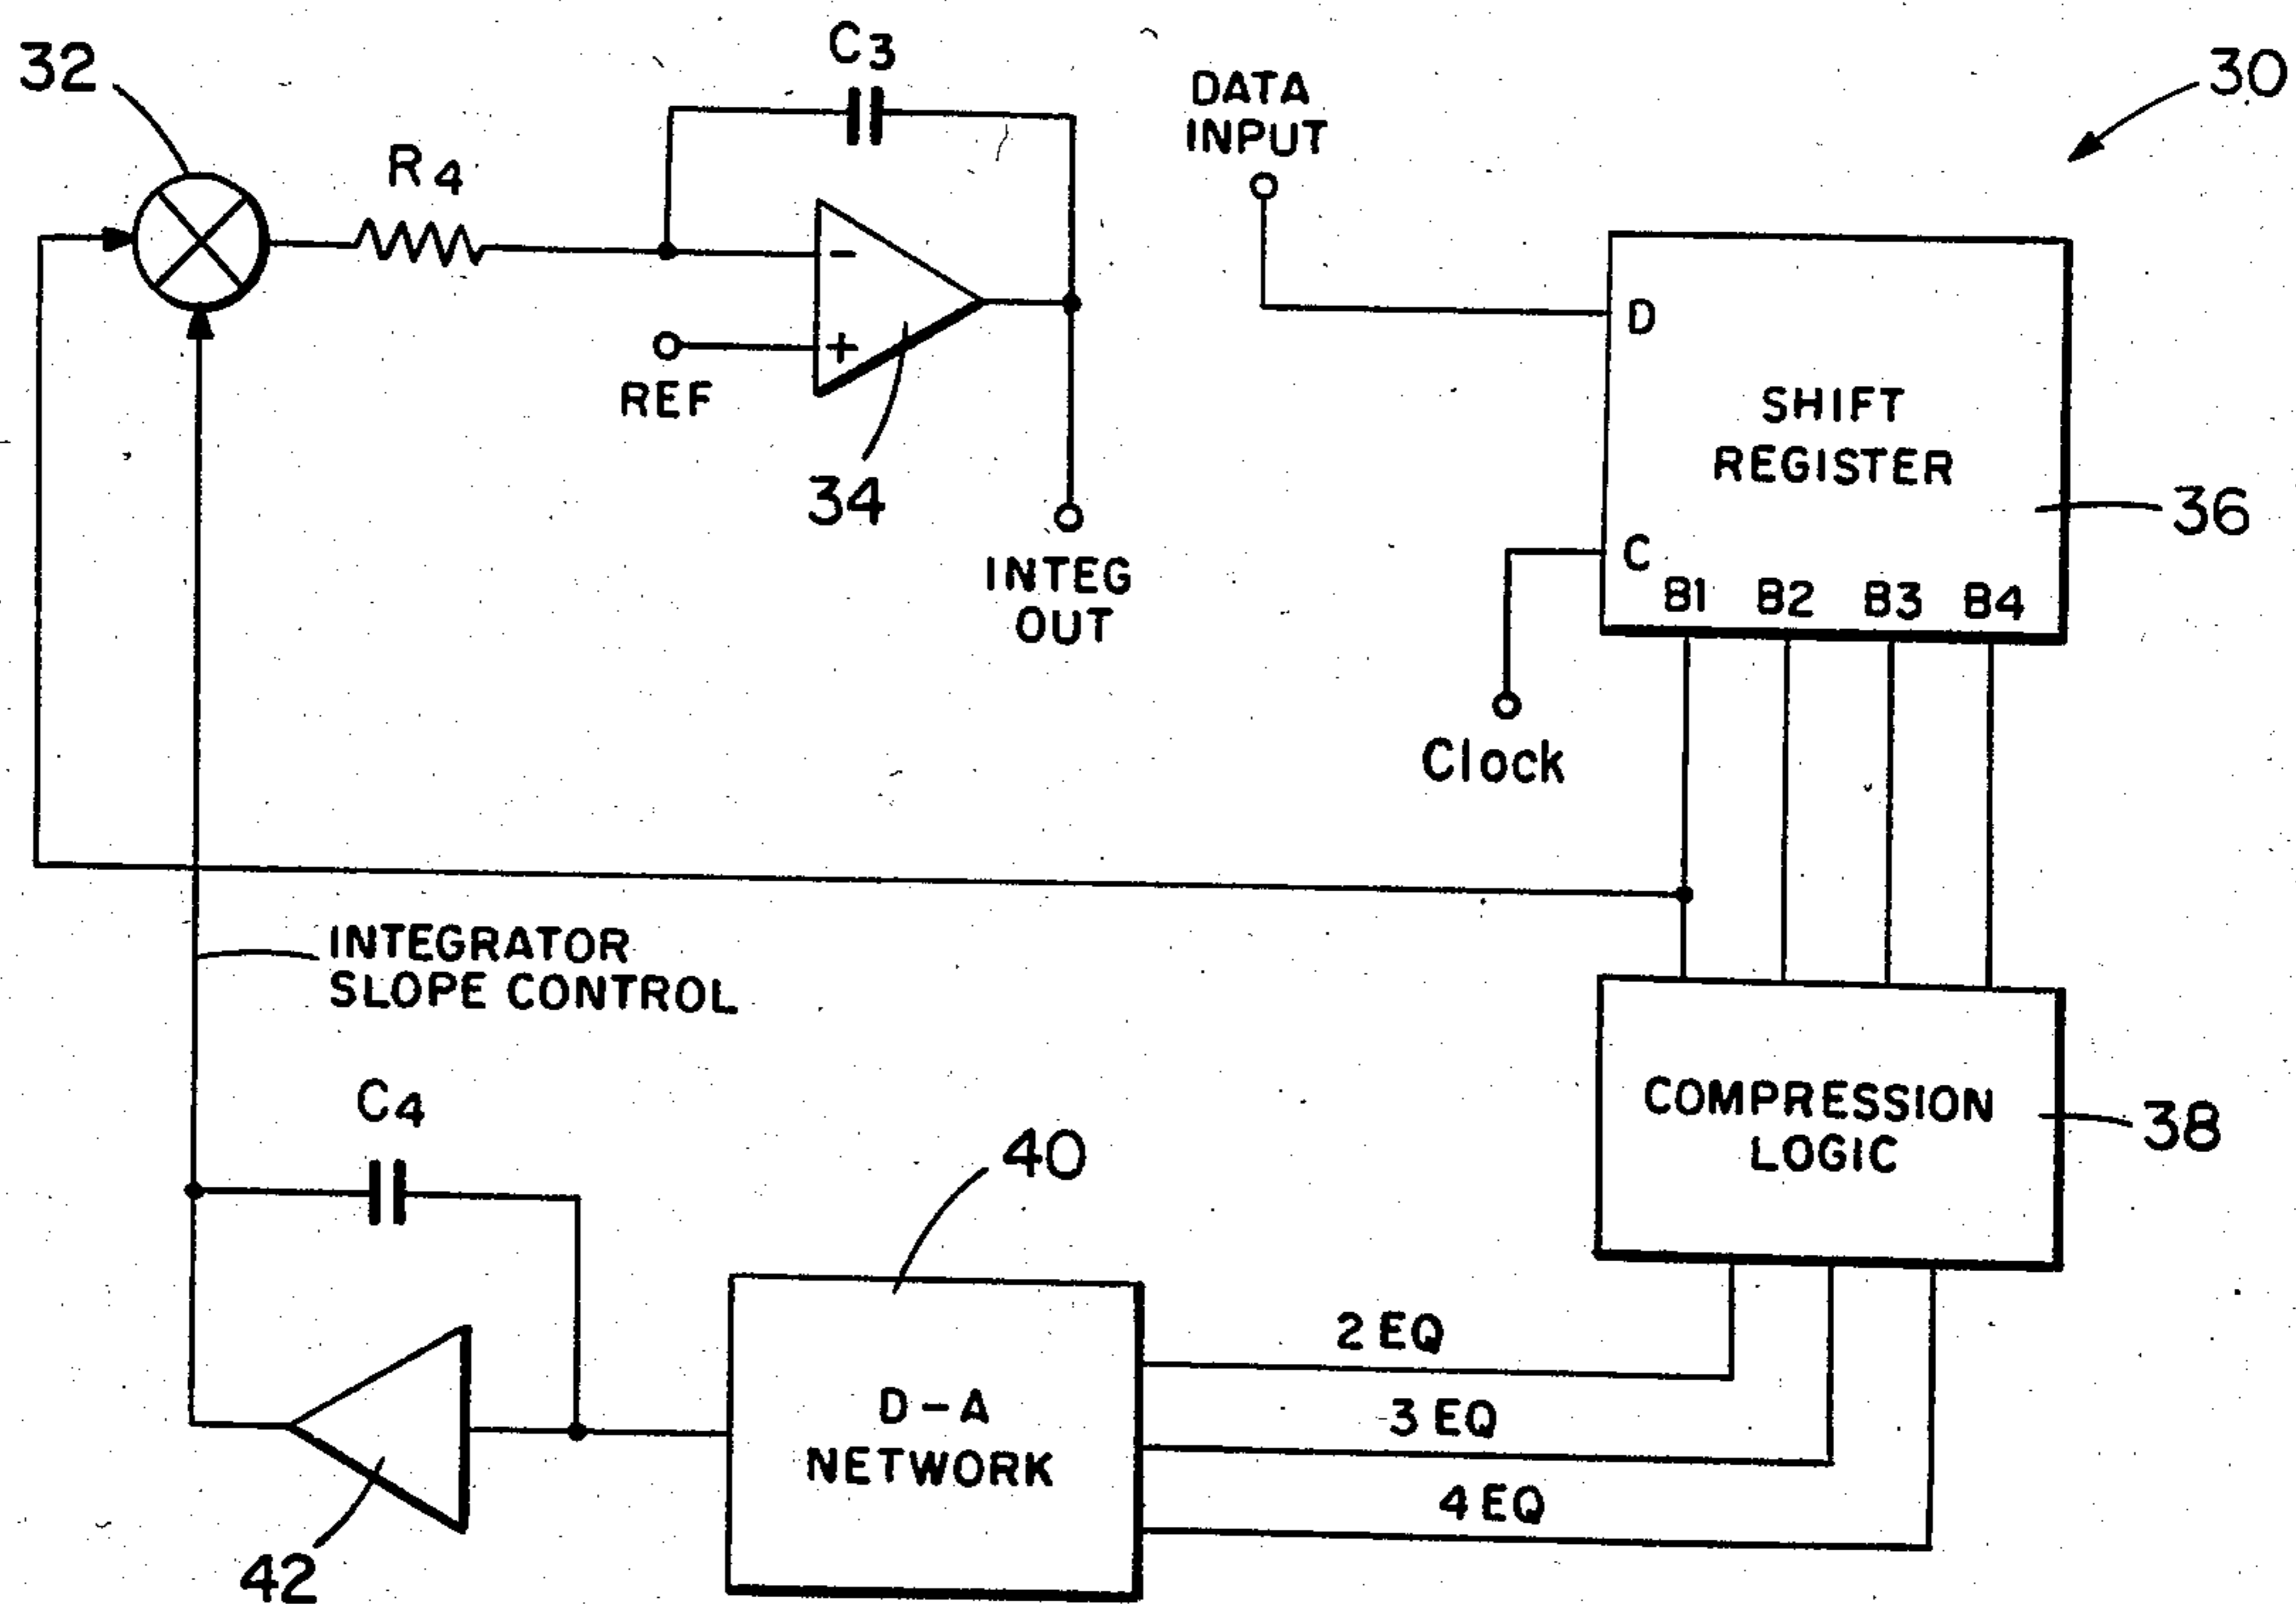 32
C3
DATA
INPUT
30
R4
D
SHIFT
REGISTER
-
+
REF
34
36
INTEG
OUT
C
B1 B2 B3 B4
Clock
INTEGRATOR
SLOPE CONTROL
C4
COMPRESSION
LOGIC
38
40
2 EQ
D-A
NETWORK
3 EQ
4 EQ
42